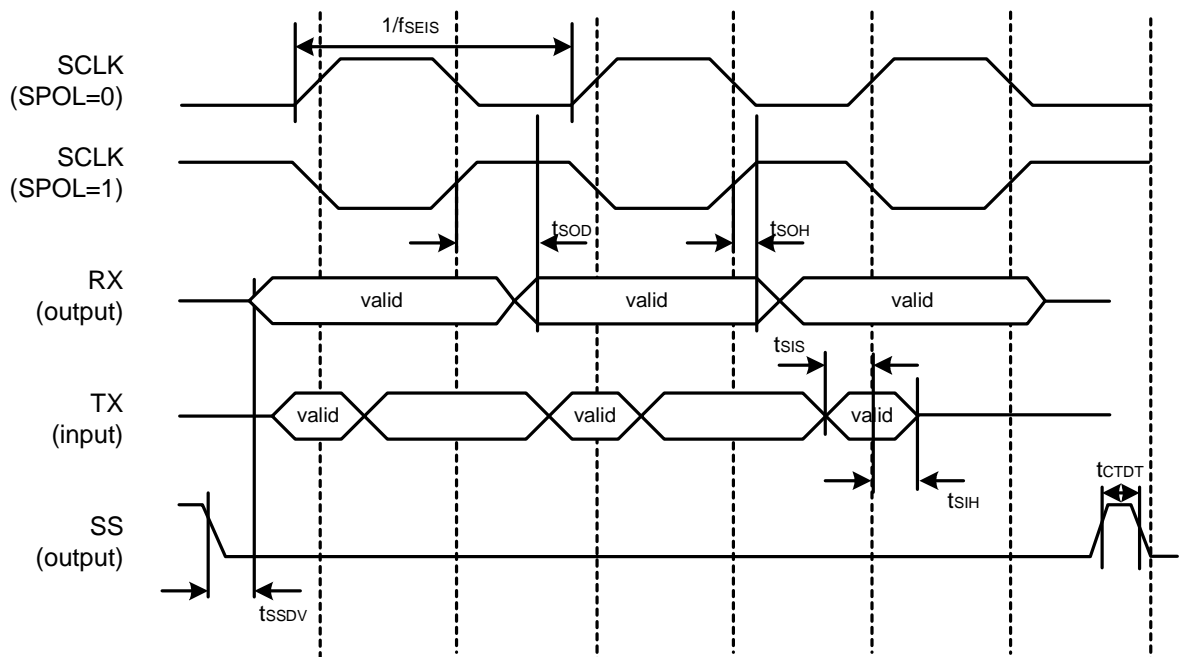 1/fSEIS
SCLK
(SPOL=0)
SCLK
(SPOL=1)
tSOD
tSOH
RX
(output)
valid
valid
valid
tSIS
TX
(input)
valid
valid
valid
tSIH
tCTDT
SS
(output)
tSSDV